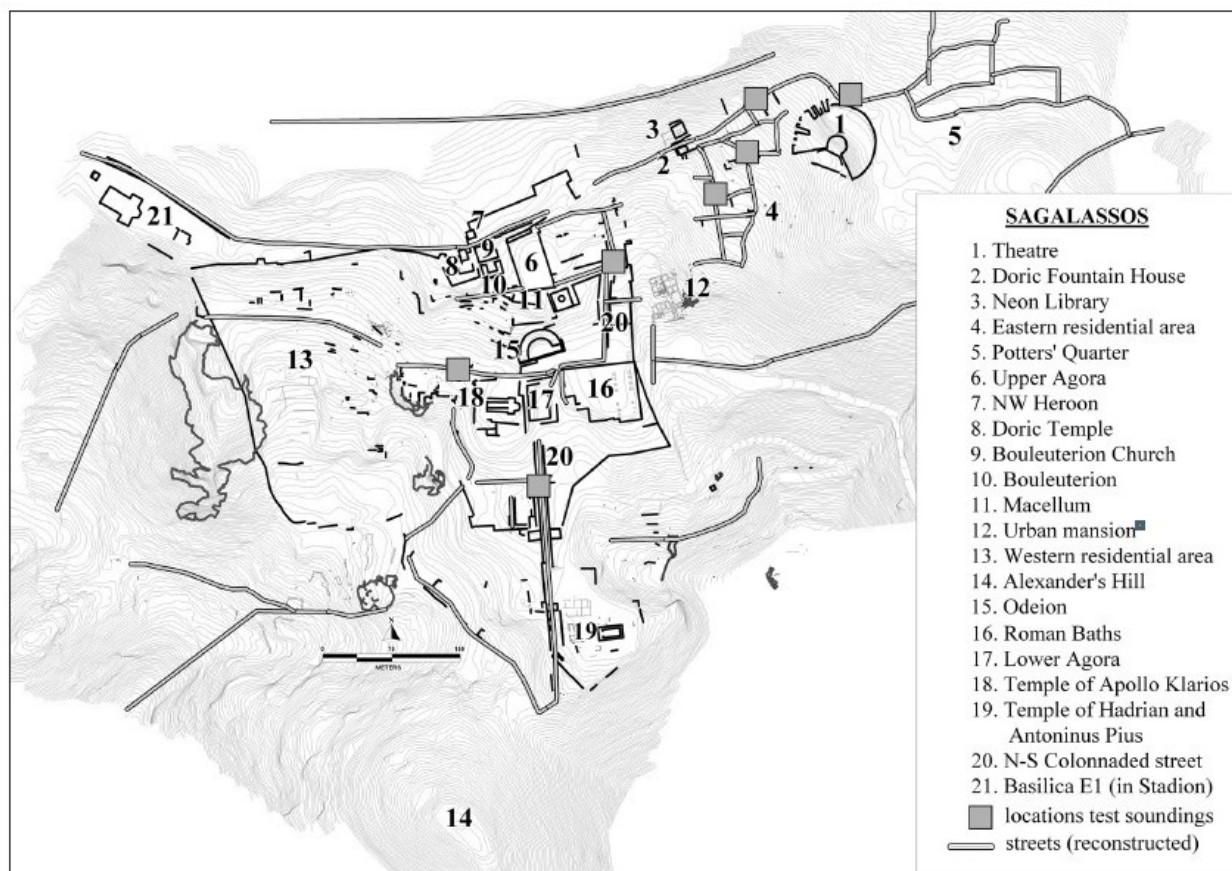 1
3
2
5
21
7
4
9
8
6
10
12
11
20
15
13
16
18
17
20
N
0
100
METERS
19
14
SAGALASSOS
1. Theatre
2. Doric Fountain House
3. Neon Library
4. Eastern residential area
5. Potters' Quarter
6. Upper Agora
7. NW Heroon
8. Doric Temple
9. Bouleuterion Church
10. Bouleuterion
11. Macellum
12. Urban mansion
13. Western residential area
14. Alexander's Hill
15. Odeion
16. Roman Baths
17. Lower Agora
18. Temple of Apollo Klarios
19. Temple of Hadrian and
Antoninus Pius
20. N-S Colonnaded street
21. Basilica E1 (in Stadion)
locations test soundings
streets (reconstructed)